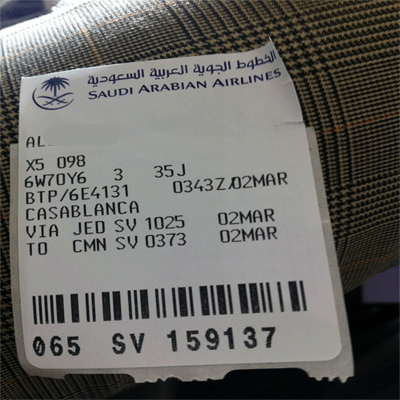 الخطوط الجوية العربية السعودية
SAUDI ARABIAN AIRLINES
AL
X5 098
6W70Y6 3 35J
BTP/6E4131 0343Z/02MAR
CASABLANCA
VIA JED SV 1025 02MAR
TO CMN SV 0373 02MAR
065 SV 159137